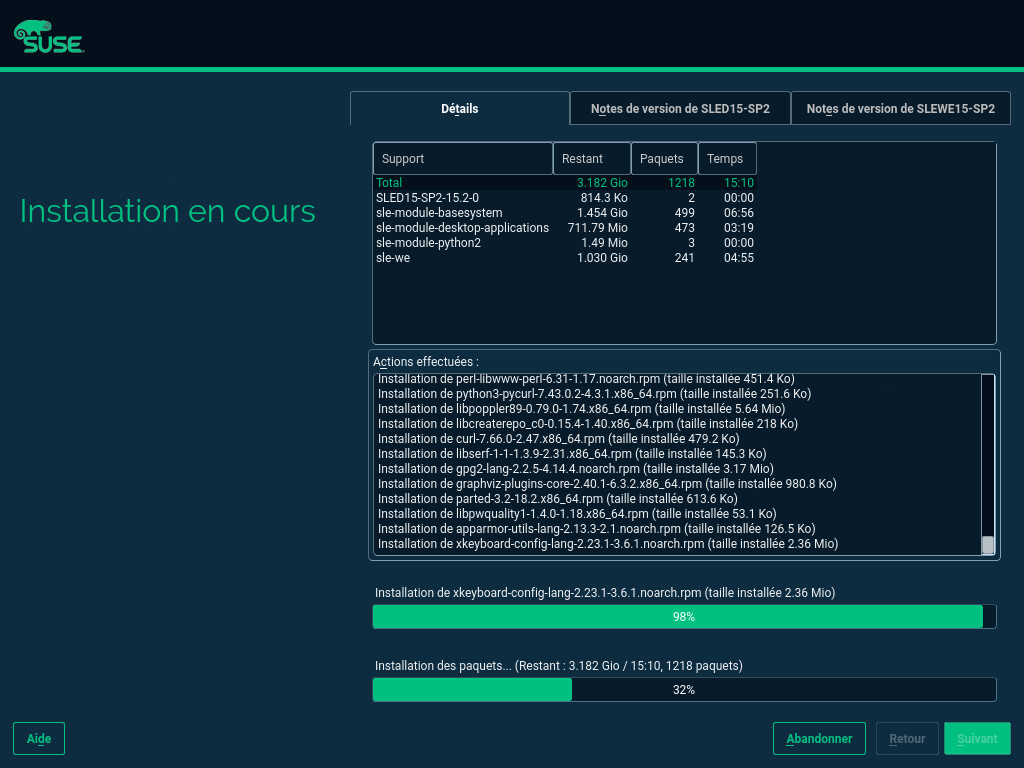 SUSE
Détails Notes de version de SLED15-SP2 Notes de version de SLEWE15-SP2
Installation en cours
Support Restant Paquets Temps
Total 3.182 Gio 1218 15:10
SLED15-SP2-15.2-0 814.3 Ko 2 00:00
sle-module-basesystem 1.454 Gio 499 06:56
sle-module-desktop-applications 711.79 Mio 473 03:19
sle-module-python2 1.49 Mio 3 00:00
sle-we 1.030 Gio 241 04:55
Actions effectuées :
Installation de perl-libwww-perl-6.31-1.17.noarch.rpm (taille installée 451.4 Ko)
Installation de python3-pycurl-7.43.0.2-4.3.1.x86_64.rpm (taille installée 251.6 Ko)
Installation de libpoppler89-0.79.0-1.74.x86_64.rpm (taille installée 5.64 Mio)
Installation de libcreaterepo_c0-0.15.4-1.40.x86_64.rpm (taille installée 218 Ko)
Installation de curl-7.66.0-2.47.x86_64.rpm (taille installée 479.2 Ko)
Installation de libserf-1-1-1.3.9-2.31.x86_64.rpm (taille installée 145.3 Ko)
Installation de gpg2-lang-2.2.5-4.14.4.noarch.rpm (taille installée 3.17 Mio)
Installation de graphviz-plugins-core-2.40.1-6.3.2.x86_64.rpm (taille installée 980.8 Ko)
Installation de parted-3.2-18.2.x86_64.rpm (taille installée 613.6 Ko)
Installation de libpwquality1-1.4.0-1.18.x86_64.rpm (taille installée 53.1 Ko)
Installation de apparmor-utils-lang-2.13.3-2.1.noarch.rpm (taille installée 126.5 Ko)
Installation de xkeyboard-config-lang-2.23.1-3.6.1.noarch.rpm (taille installée 2.36 Mio)
Installation de xkeyboard-config-lang-2.23.1-3.6.1.noarch.rpm (taille installée 2.36 Mio)
98%
Installation des paquets... (Restant : 3.182 Gio / 15:10, 1218 paquets)
32%
Aide Abandonner Retour Suivant